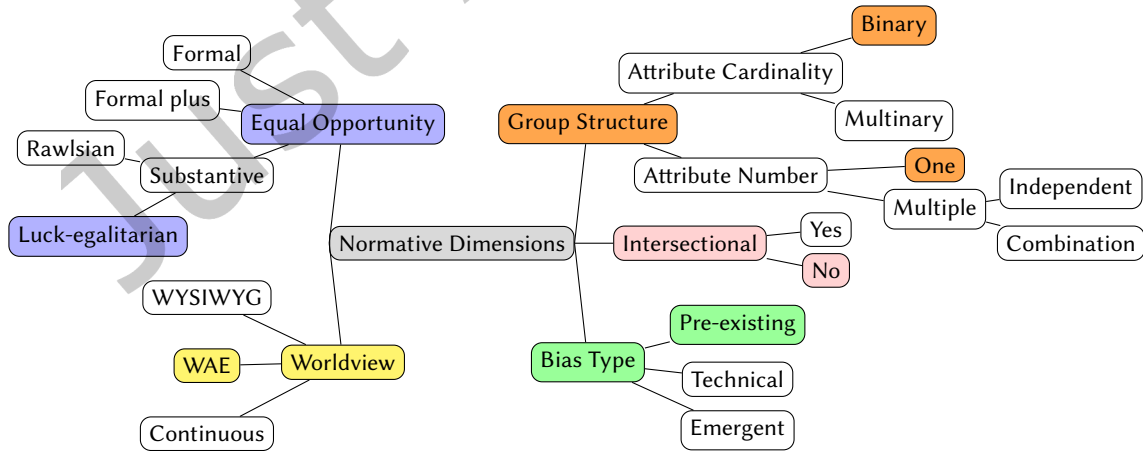 Formal
Formal plus
Equal Opportunity
Rawlsian
Substantive
Luck-egalitarian
Normative Dimensions
WYSIWYG
WAE
Worldview
Continuous
Binary
Attribute Cardinality
Group Structure
Multinary
Attribute Number
One
Multiple
Independent
Combination
Intersectional
Yes
No
Pre-existing
Bias Type
Technical
Emergent
Just